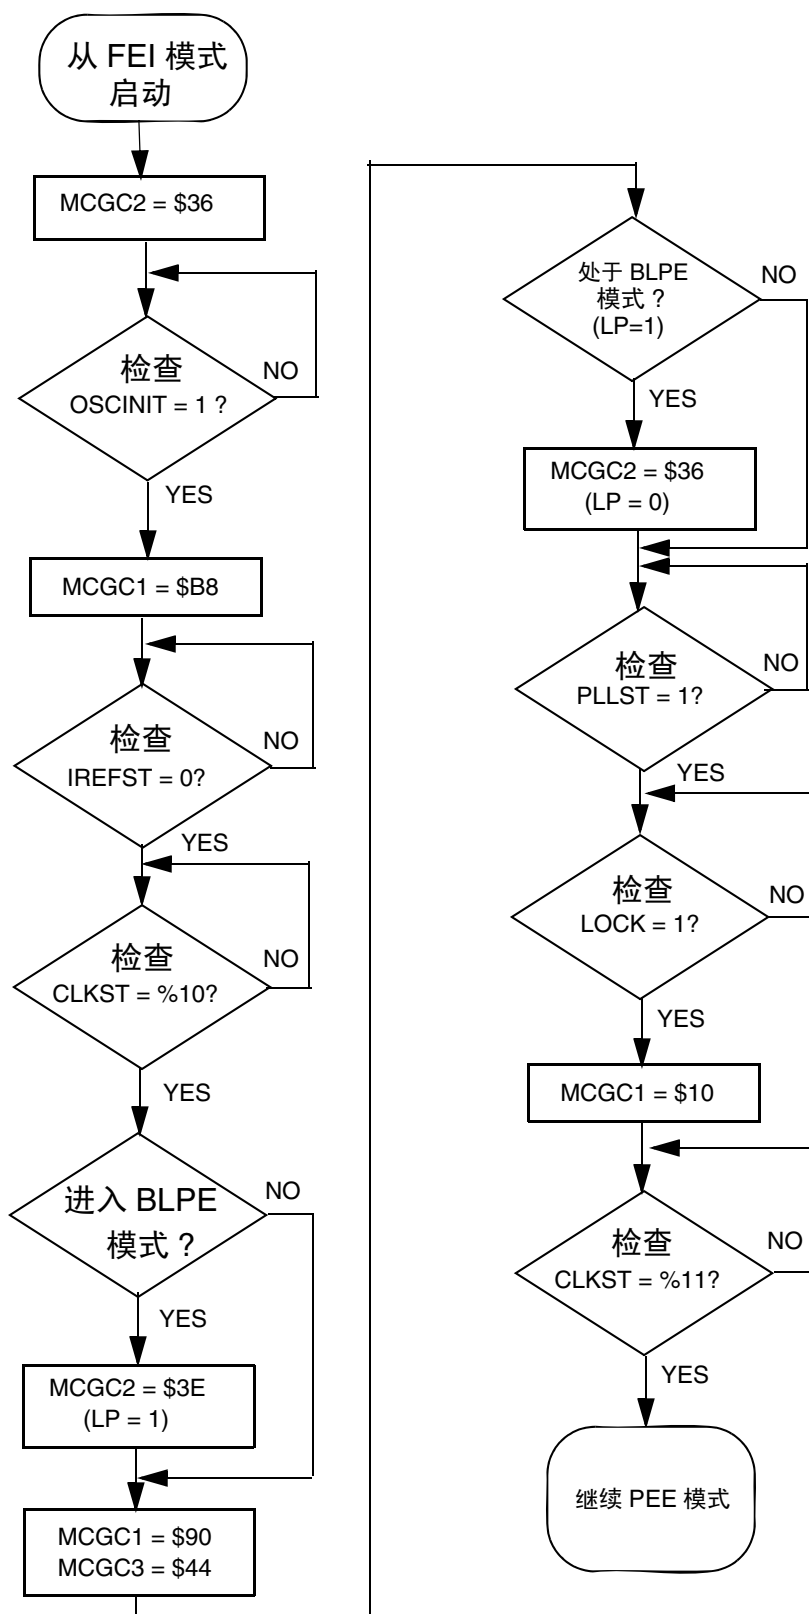 从 FEI 模式
启动
MCGC2 = $36
检查
OSCINIT = 1 ?
NO
YES
MCGC1 = $B8
检查
IREFST = 0?
NO
YES
检查
CLKST = %10?
NO
YES
进入 BLPE
模式 ?
NO
YES
MCGC2 = $3E
(LP = 1)
MCGC1 = $90
MCGC3 = $44
处于 BLPE
模式 ?
(LP=1)
NO
YES
MCGC2 = $36
(LP = 0)
检查
PLLST = 1?
NO
YES
检查
LOCK = 1?
NO
YES
MCGC1 = $10
检查
CLKST = %11?
NO
YES
继续 PEE 模式